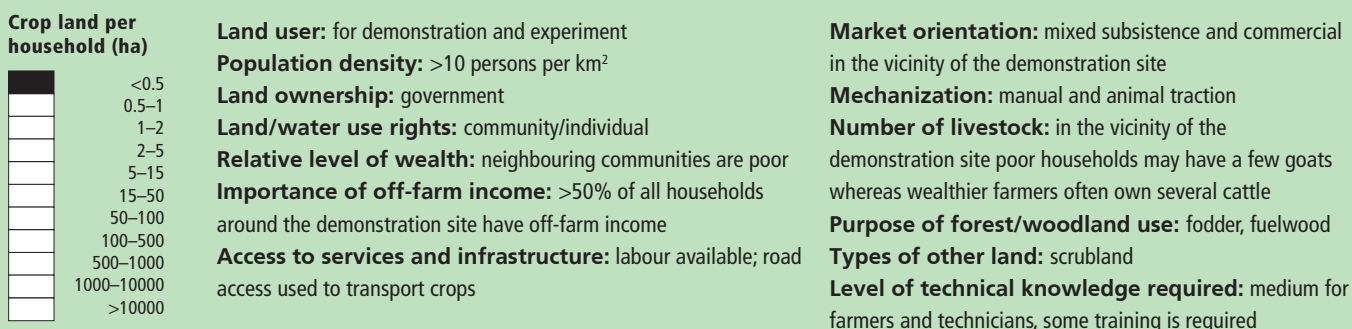 Crop land per
household (ha)
<0.5
0.5–1
1–2
2–5
5–15
15–50
50–100
100–500
500–1000
1000–10000
>10000
Land user: for demonstration and experiment
Population density: >10 persons per km²
Land ownership: government
Land/water use rights: community/individual
Relative level of wealth: neighbouring communities are poor
Importance of off-farm income: >50% of all households
around the demonstration site have off-farm income
Access to services and infrastructure: labour available; road
access used to transport crops
Market orientation: mixed subsistence and commercial
in the vicinity of the demonstration site
Mechanization: manual and animal traction
Number of livestock: in the vicinity of the
demonstration site poor households may have a few goats
whereas wealthier farmers often own several cattle
Purpose of forest/woodland use: fodder, fuelwood
Types of other land: scrubland
Level of technical knowledge required: medium for
farmers and technicians, some training is required